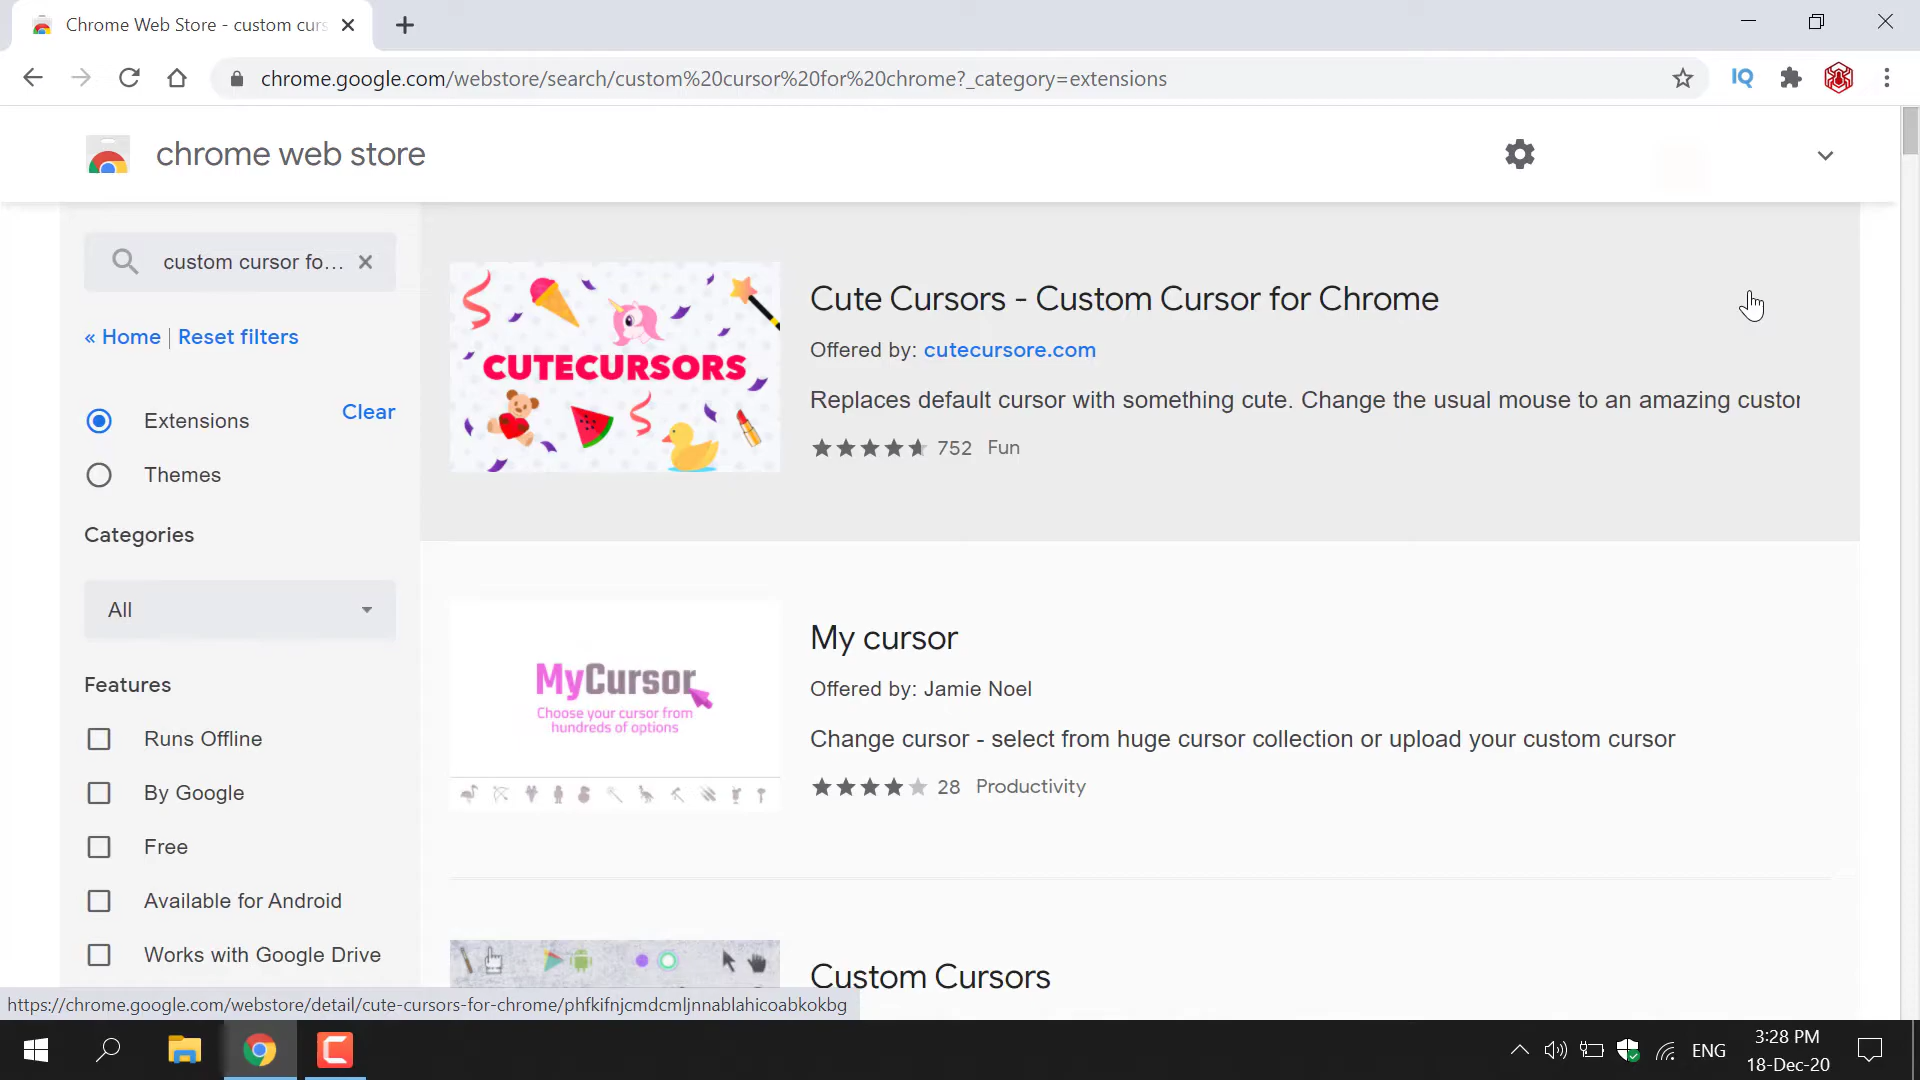 Chrome Web Store - custom curs
chrome.google.com/webstore/search/custom%20cursor%20for%20chrome?_category=extensions
IQ
chrome web store
custom cursor fo...
« Home | Reset filters
Extensions
Clear
Themes
Categories
All
Features
Runs Offline
By Google
Free
Available for Android
Works with Google Drive
CUTECURSORS
Cute Cursors - Custom Cursor for Chrome
Offered by: cutecursore.com
Replaces default cursor with something cute. Change the usual mouse to an amazing custor
752 Fun
MyCursor
Choose your cursor from
hundreds of options
My cursor
Offered by: Jamie Noel
Change cursor - select from huge cursor collection or upload your custom cursor
28 Productivity
Custom Cursors
https://chrome.google.com/webstore/detail/cute-cursors-for-chrome/phfkifnjcmdcmljnnablahicoabkokbg
ENG
3:28 PM
18-Dec-20